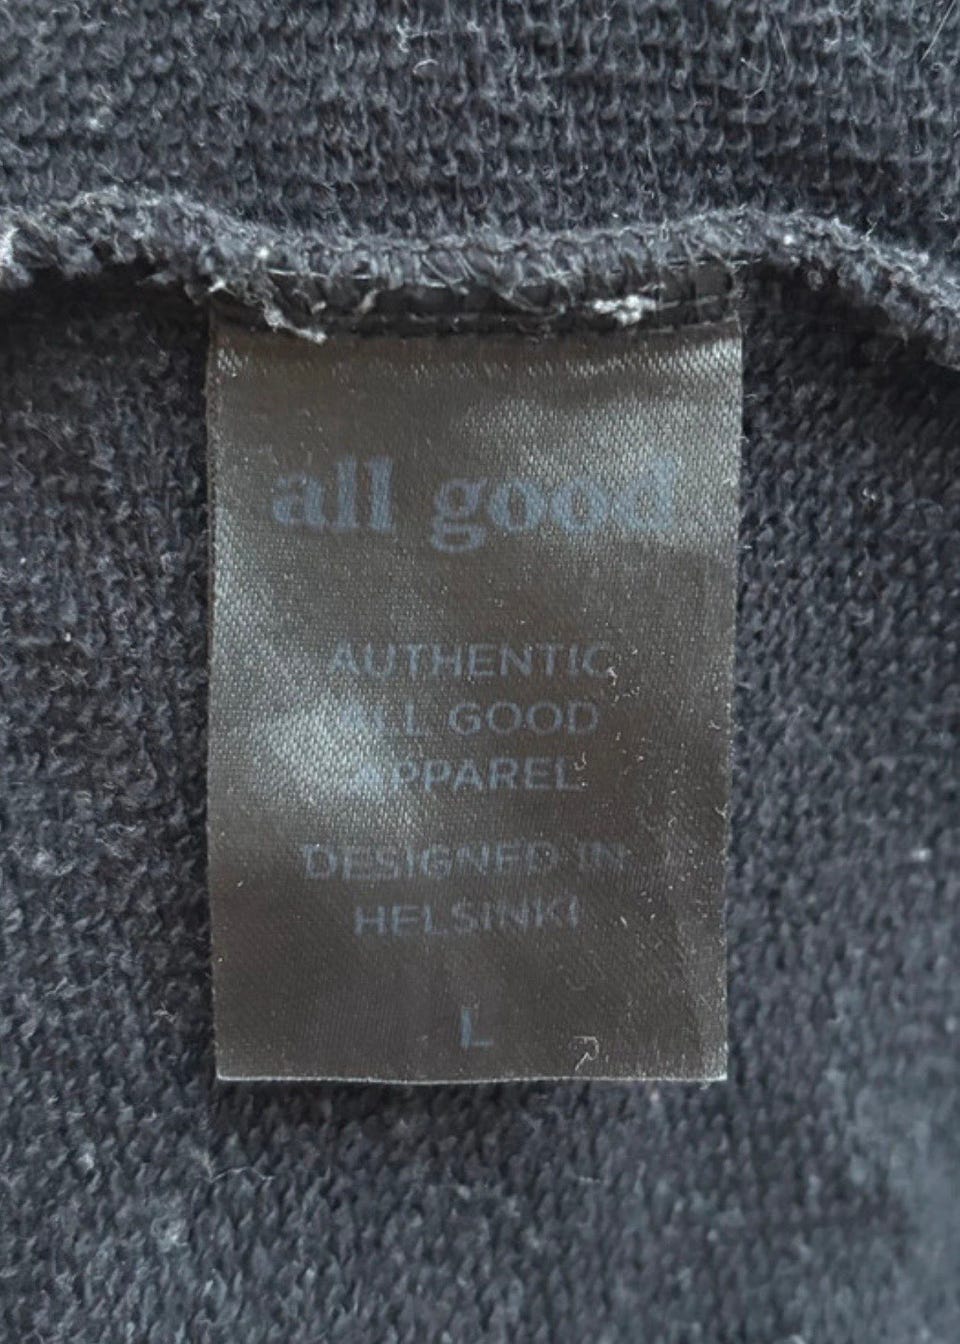 all good
AUTHENTIC
ALL GOOD
APPAREL
DESIGNED IN
HELSINKI
L